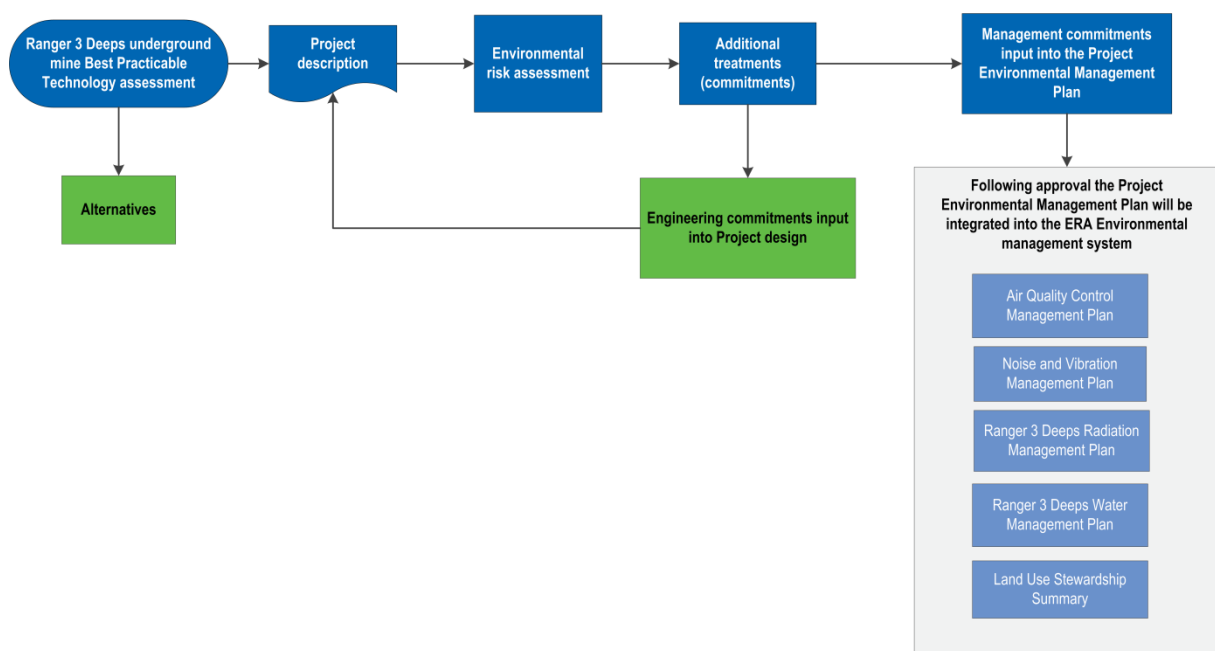 Ranger 3 Deeps underground
mine Best Practicable
Technology assessment
Project
description
Environmental
risk assessment
Additional
treatments
(commitments)
Management commitments
input into the Project
Environmental Management
Plan
Alternatives
Engineering commitments input
into Project design
Following approval the Project
Environmental Management Plan will be
integrated into the ERA Environmental
management system
Air Quality Control
Management Plan
Noise and Vibration
Management Plan
Ranger 3 Deeps Radiation
Management Plan
Ranger 3 Deeps Water
Management Plan
Land Use Stewardship
Summary